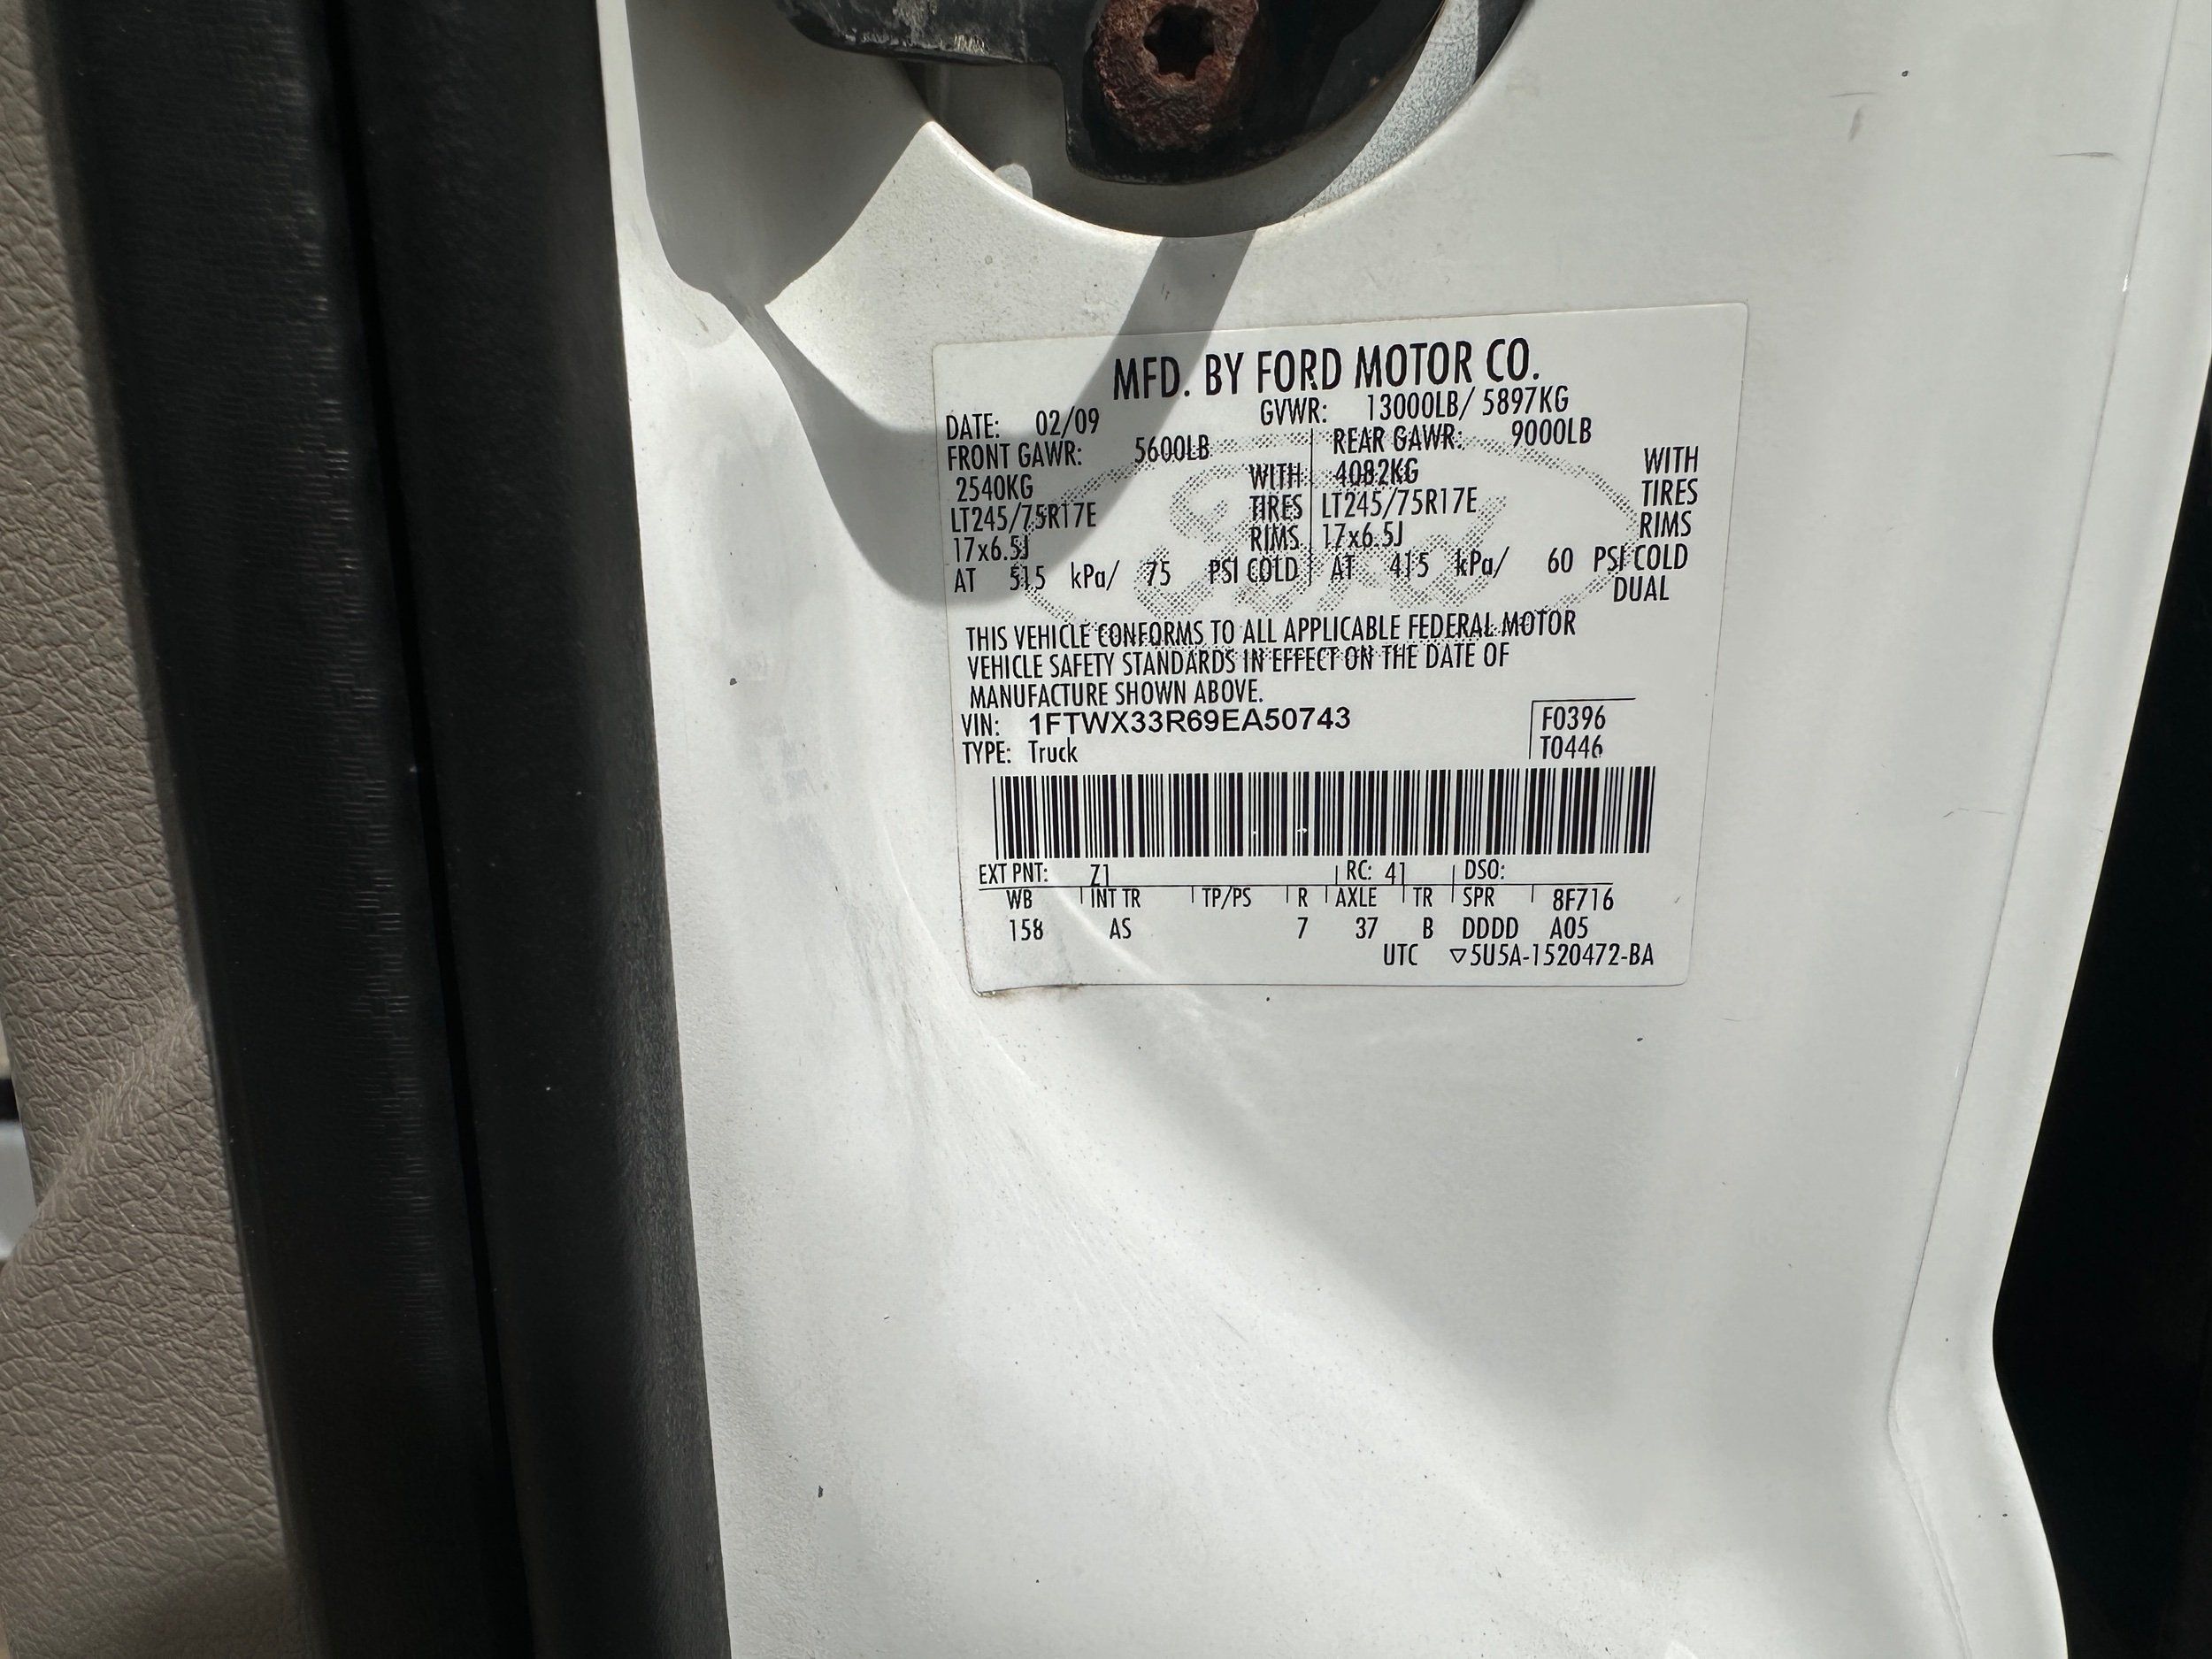 MFD. BY FORD MOTOR CO.
DATE: 02/09 GVWR: 13000LB/ 5897KG
FRONT GAWR: 5600LB REAR GAWR: 9000LB
2540KG WITH 4082KG WITH
LT245/75R17E TIRES LT245/75R17E TIRES
17x6.5J RIMS 17x6.5J RIMS
AT 515 kPa/ 75 PSI COLD AT 415 kPa/ 60 PSI COLD
DUAL
THIS VEHICLE CONFORMS TO ALL APPLICABLE FEDERAL MOTOR
VEHICLE SAFETY STANDARDS IN EFFECT ON THE DATE OF
MANUFACTURE SHOWN ABOVE.
VIN: 1FTWX33R69EA50743 F0396
TYPE: Truck T0446
EXT PNT: Z1 RC: 41 DSO:
WB INT TR TP/PS R AXLE TR SPR 8F716
158 AS 7 37 B DDDD A05
UTC ▽5U5A-1520472-BA